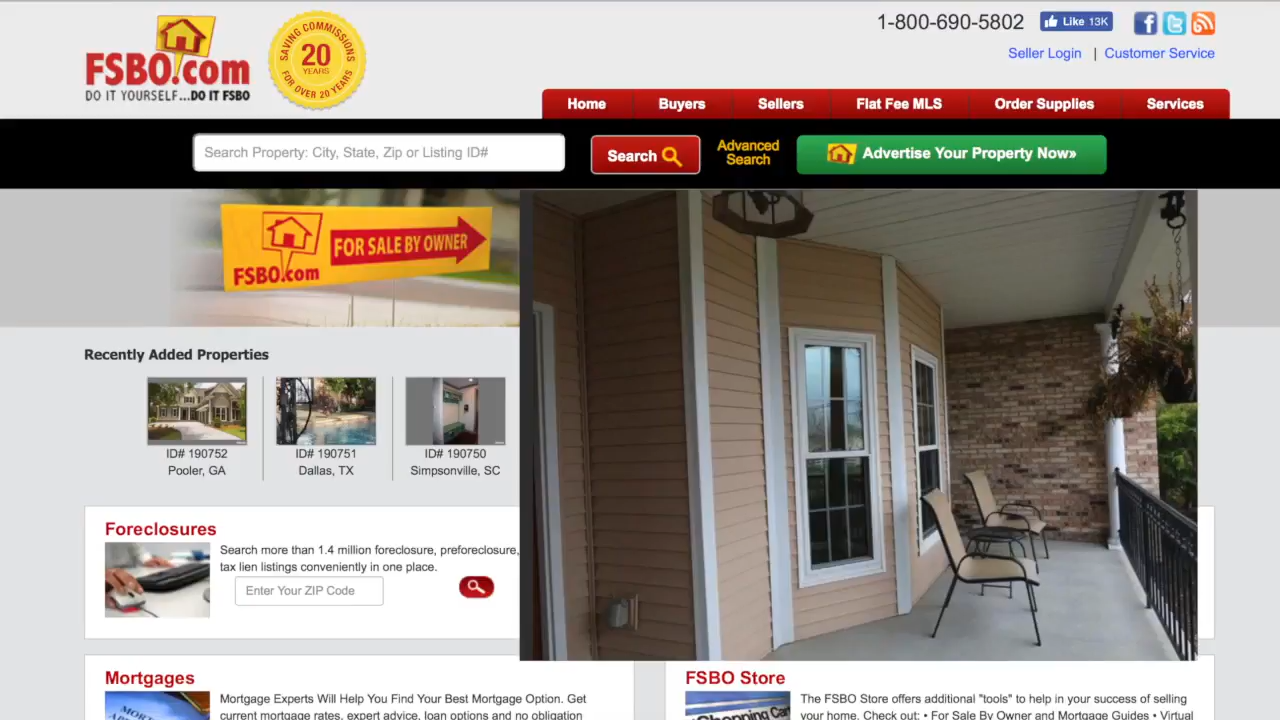 FSBO.com
DO IT YOURSELF...DO IT FSBO
SAVING COMMISSIONS
20
YEARS
FOR OVER 20 YEARS
1-800-690-5802
Like 13K
Seller Login | Customer Service
Home Buyers Sellers Flat Fee MLS Order Supplies Services
Search Property: City, State, Zip or Listing ID#
Search
Advanced
Search
Advertise Your Property Now»
FOR SALE BY OWNER
FSBO.com
Recently Added Properties
ID# 190752
Pooler, GA
ID# 190751
Dallas, TX
ID# 190750
Simpsonville, SC
Foreclosures
Search more than 1.4 million foreclosure, preforeclosure,
tax lien listings conveniently in one place.
Enter Your ZIP Code
Mortgages
Mortgage Experts Will Help You Find Your Best Mortgage Option. Get
current mortgage rates, expert advice, loan options and no obligation
FSBO Store
The FSBO Store offers additional "tools" to help in your success of selling
your home. Check out: • For Sale By Owner and Mortgage Guides • Virtual